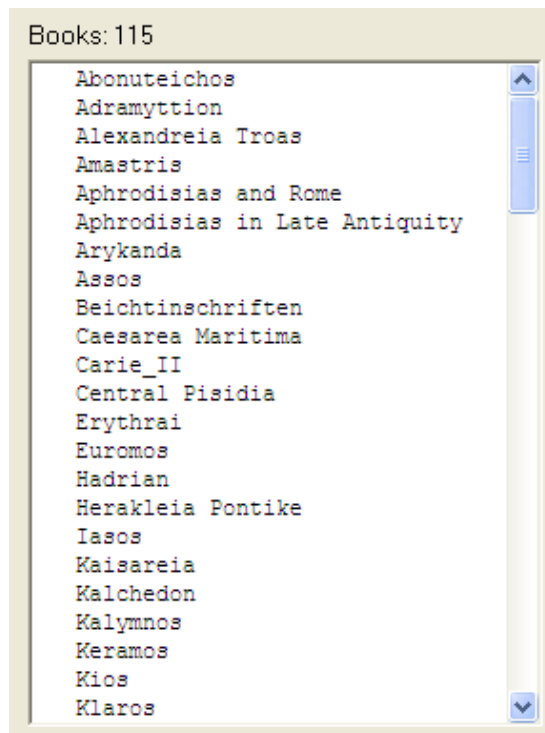 Books: 115
Abonuteichos
Adramyttion
Alexandreia Troas
Amastris
Aphrodisias and Rome
Aphrodisias in Late Antiquity
Arykanda
Assos
Beichtinschriften
Caesarea Maritima
Carie_II
Central Pisidia
Erythrai
Euromos
Hadrian
Herakleia Pontike
Iasos
Kaisareia
Kalchedon
Kalymnos
Keramos
Kios
Klaros